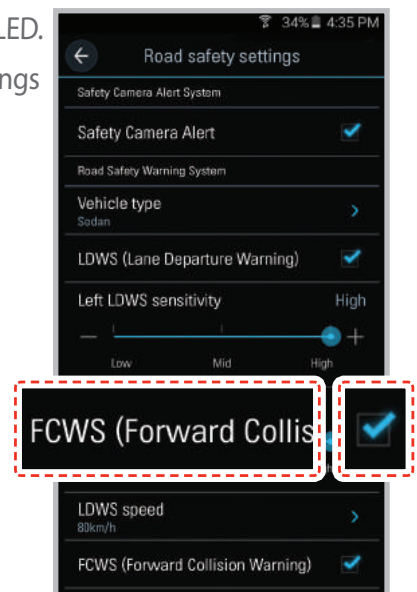 LED.
ings
34% 4:35 PM
Road safety settings
Safety Camera Alert System
Safety Camera Alert
Road Safety Warning System
Vehicle type
Sodan
LDWS (Lane Departure Warning)
Left LDWS sensitivity High
Low Mid High
FCWS (Forward Collis
LDWS speed
80km/h
FCWS (Forward Collision Warning)